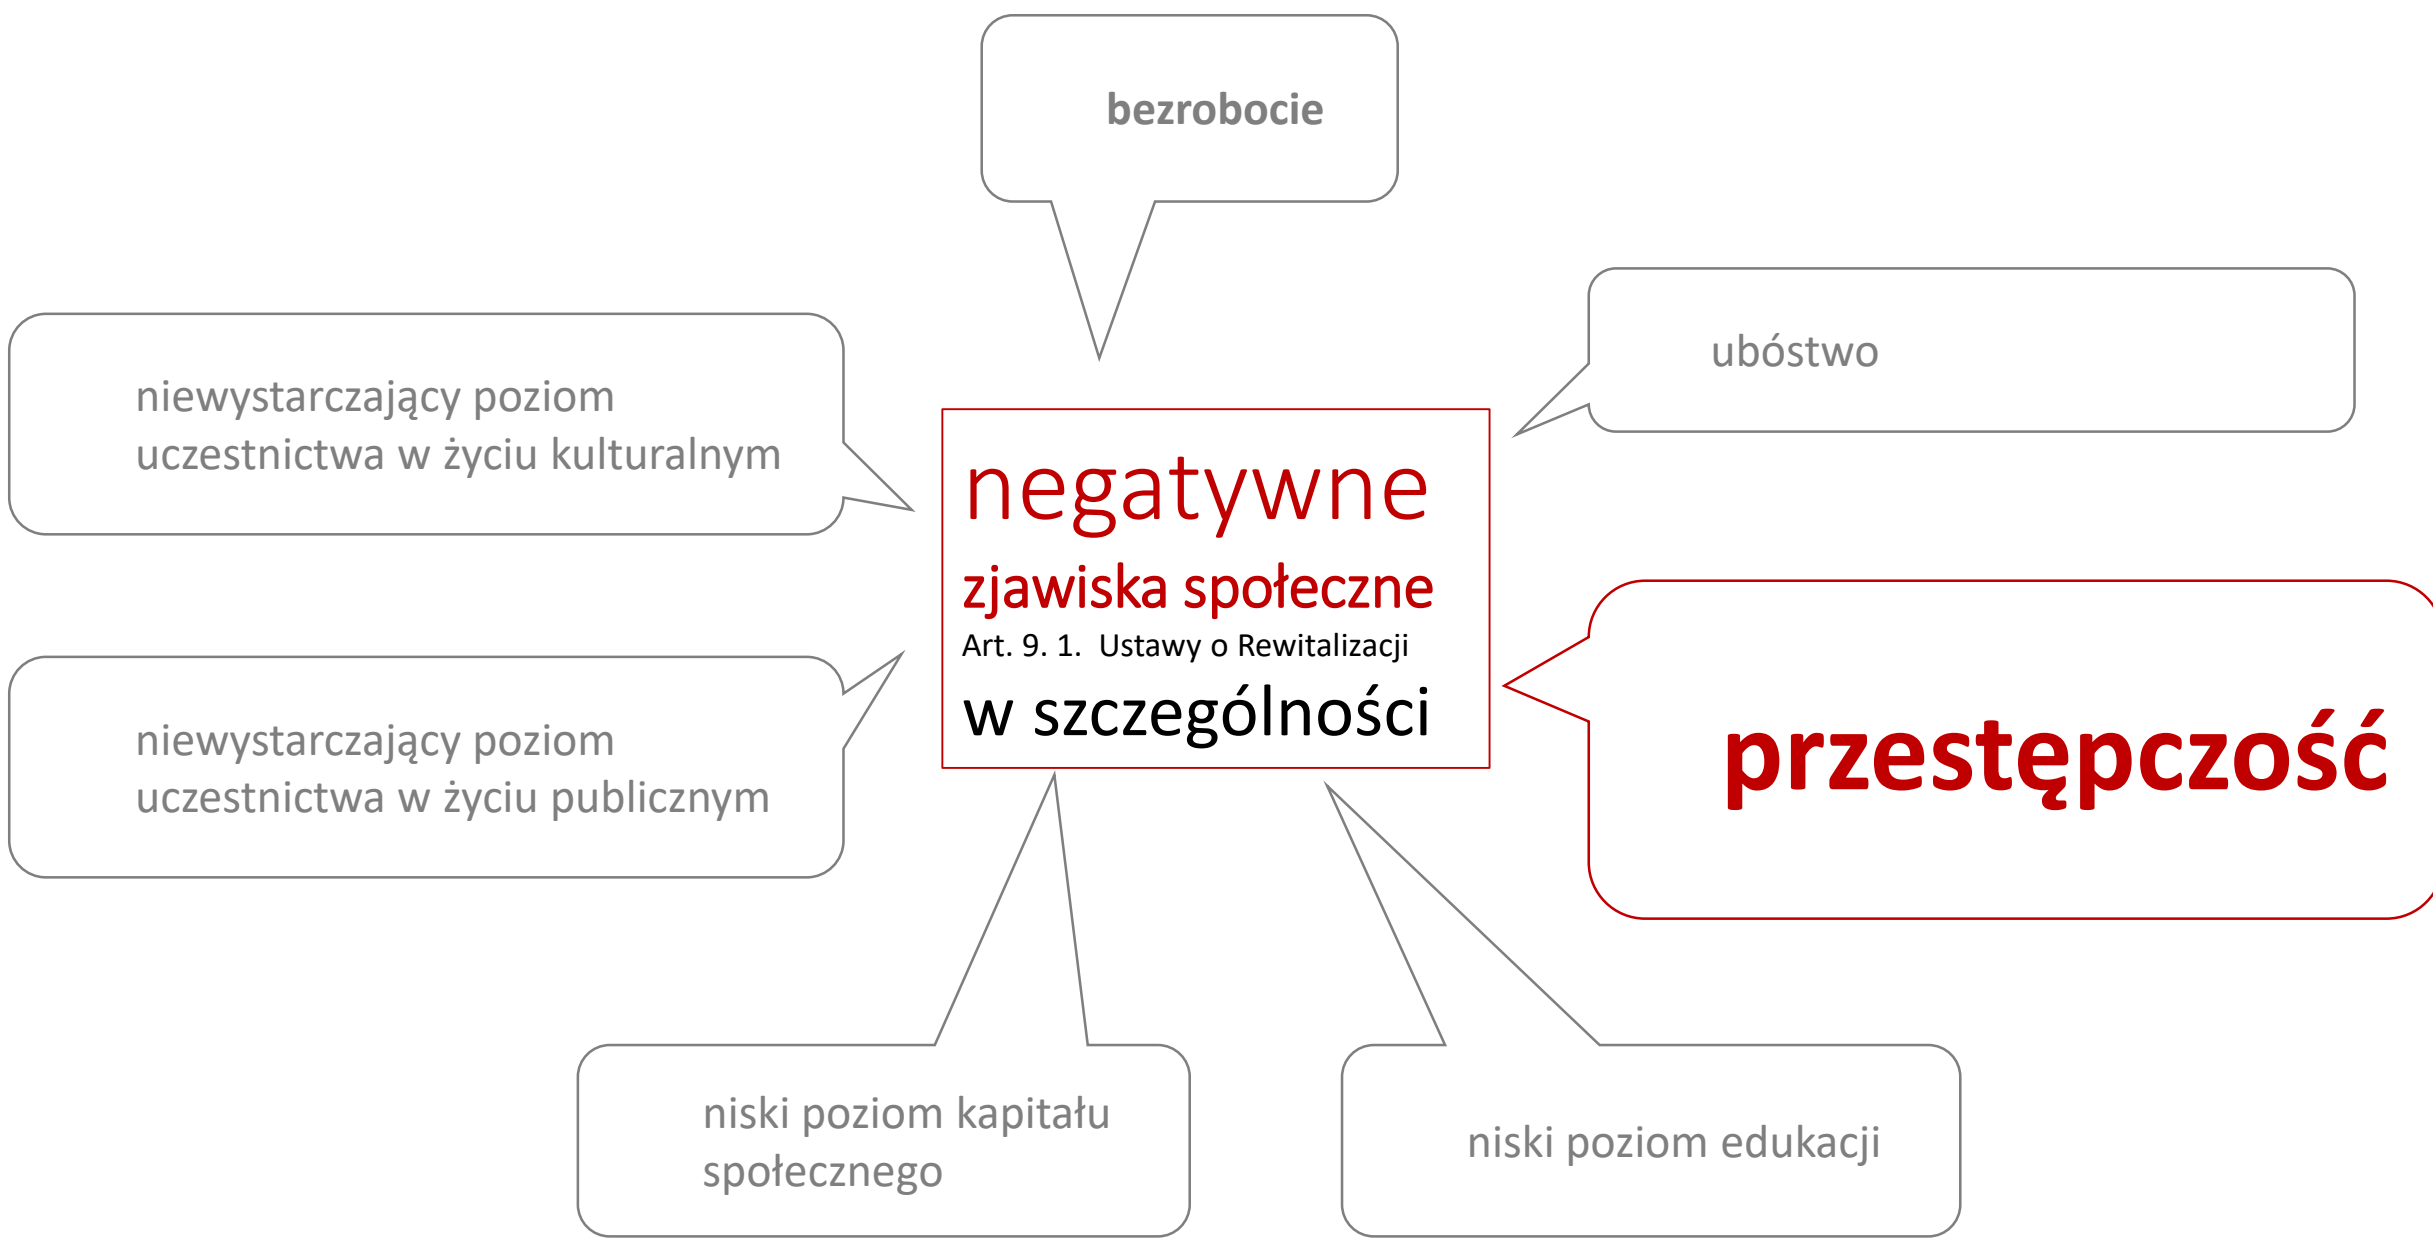 bezrobocie
ubóstwo
niewystarczający poziom
uczestnictwa w życiu kulturalnym
negatywne
zjawiska społeczne
Art. 9. 1.  Ustawy o Rewitalizacji
w szczególności
przestępczość
niewystarczający poziom
uczestnictwa w życiu publicznym
niski poziom kapitału
społecznego
niski poziom edukacji